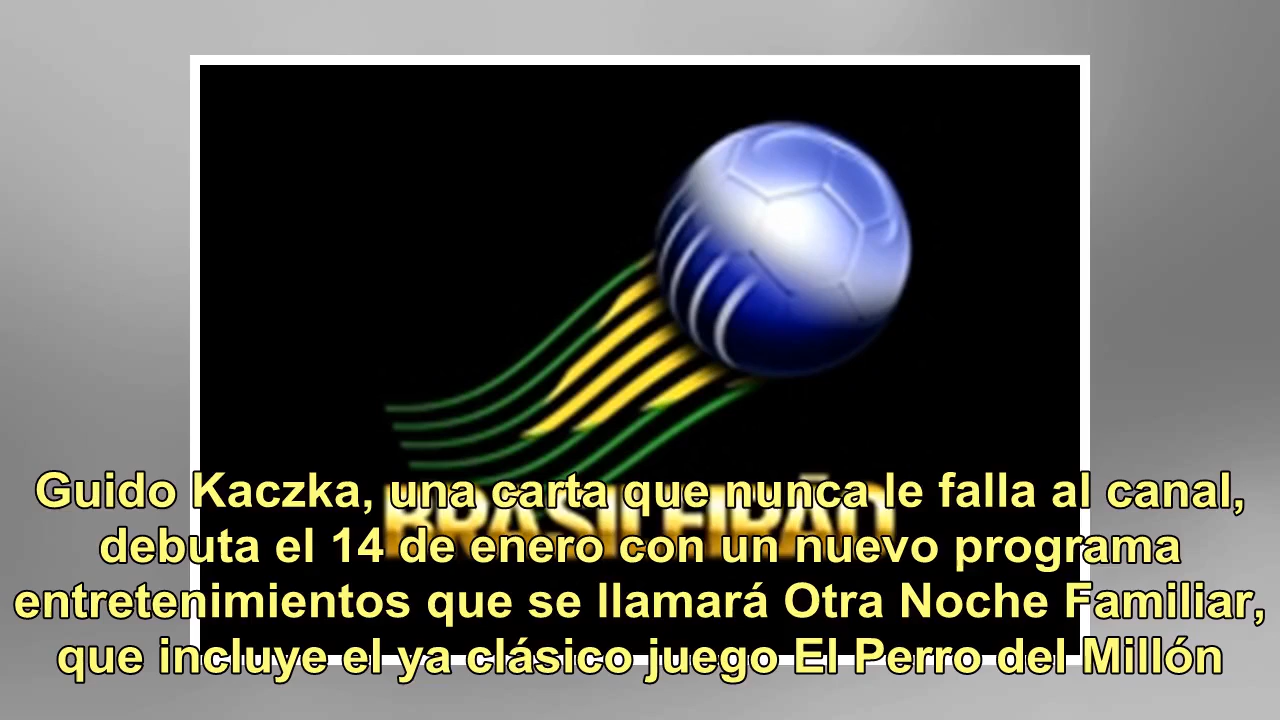 Guido Kaczka, una carta que nunca le falla al canal,
debuta el 14 de enero con un nuevo programa
entretenimientos que se llamará Otra Noche Familiar,
que incluye el ya clásico juego El Perro del Millón
BRASILEIRÃO